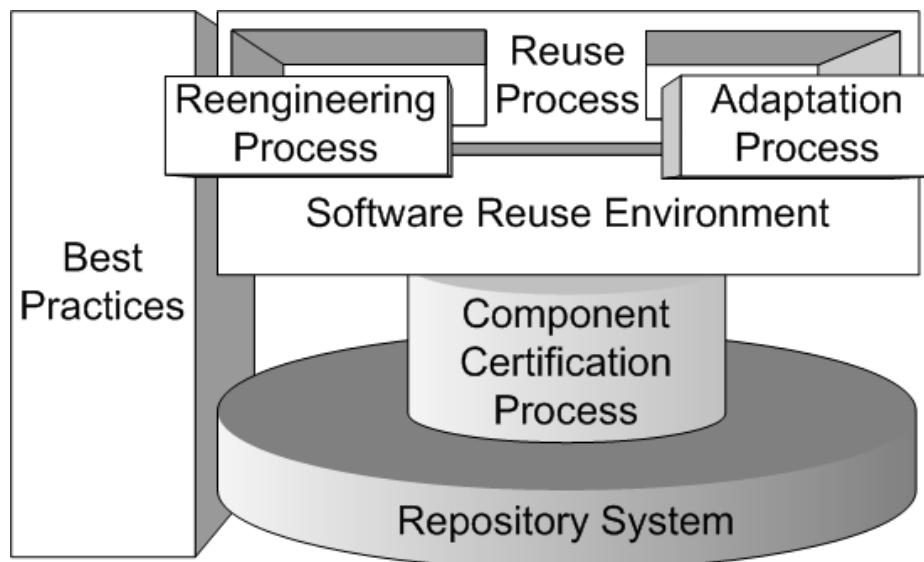 Reuse
Process
Reengineering
Process
Adaptation
Process
Software Reuse Environment
Best
Practices
Component
Certification
Process
Repository System